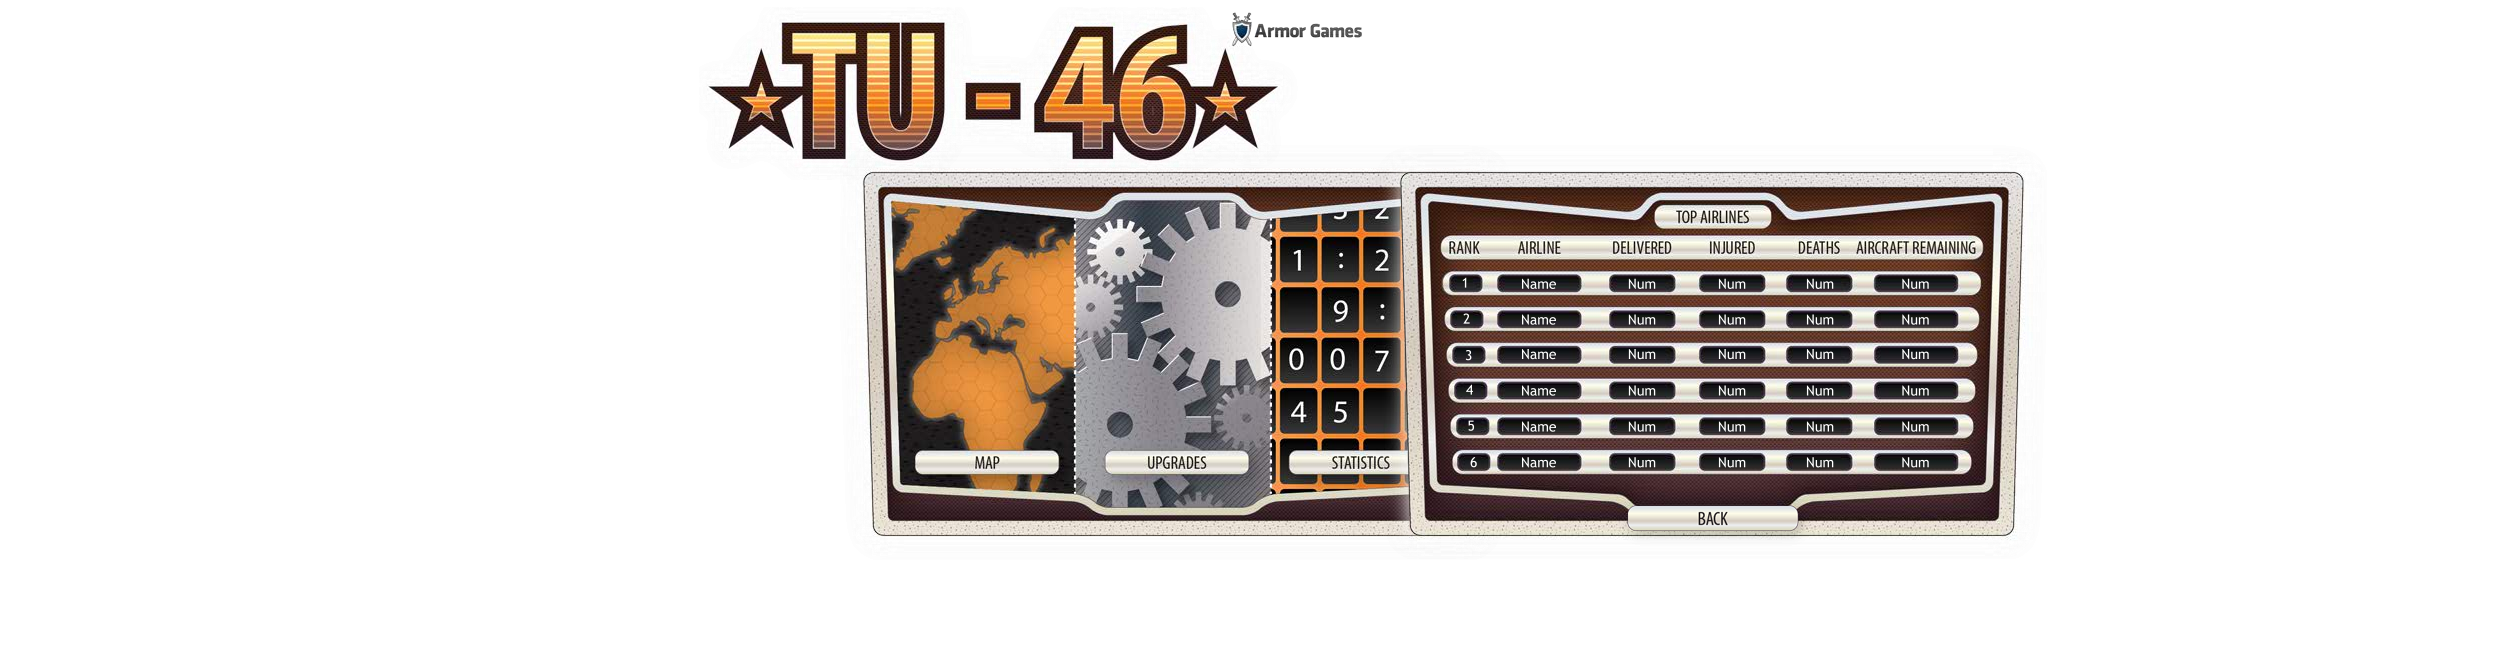 TU - 46
Armor Games
3 2
1 : 2
9 :
0 0 7
4 5
MAP
UPGRADES
STATISTICS
TOP AIRLINES
RANK AIRLINE DELIVERED INJURED DEATHS AIRCRAFT REMAINING
1 Name Num Num Num Num
2 Name Num Num Num Num
3 Name Num Num Num Num
4 Name Num Num Num Num
5 Name Num Num Num Num
6 Name Num Num Num Num
BACK